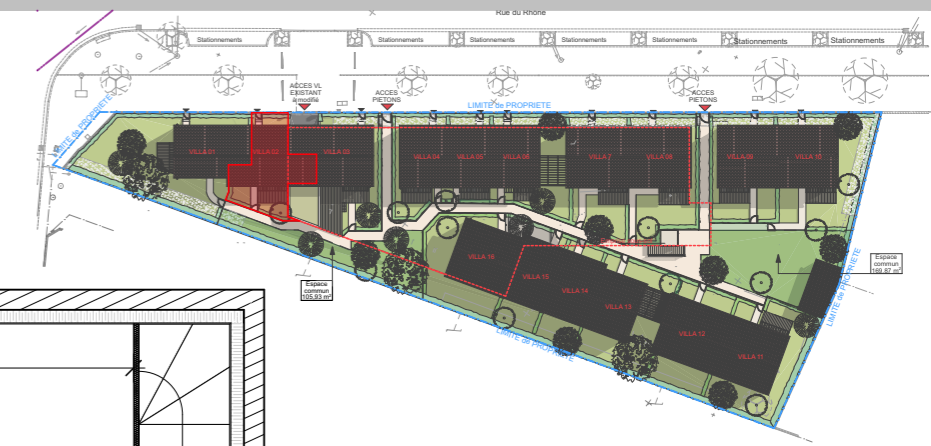 Rue du Rhône
Stationnements
Stationnements
Stationnements
Stationnements
Stationnements
Stationnements
Stationnements
ACCES VL
EXISTANT
à modifié
ACCES
PIETONS
ACCES
PIETONS
LIMITE de PROPRIETE
LIMITE de PROPRIETE
VILLA 01
VILLA 02
VILLA 03
VILLA 04
VILLA 05
VILLA 06
VILLA 7
VILLA 08
VILLA 09
VILLA 10
VILLA 16
VILLA 15
VILLA 14
VILLA 13
VILLA 12
VILLA 11
Espace
commun
105,93 m²
Espace
commun
169,87 m²
LIMITE de PROPRIETE
LIMITE de PROPRIETE